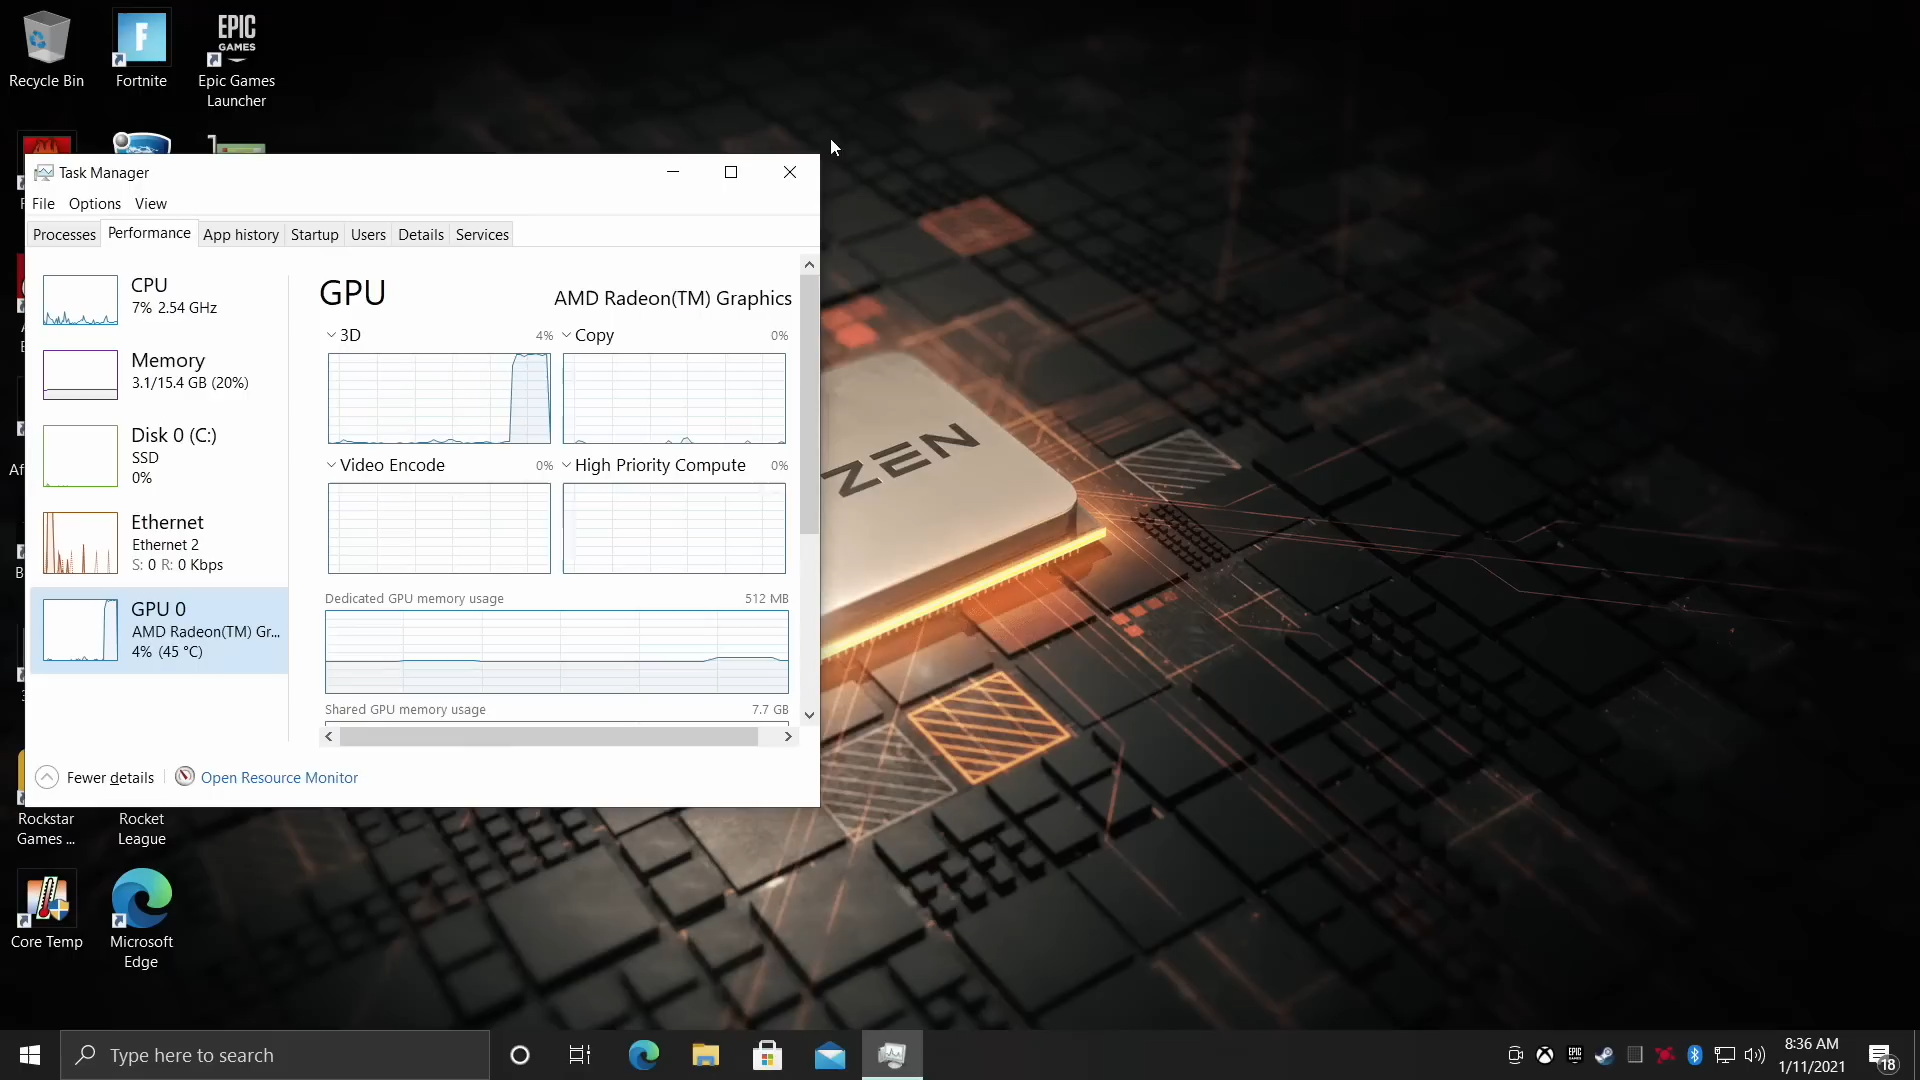 Recycle Bin
Fortnite
EPIC
GAMES
Epic Games
Launcher
Task Manager
File Options View
Processes Performance App history Startup Users Details Services
CPU
7% 2.54 GHz
Memory
3.1/15.4 GB (20%)
Disk 0 (C:)
SSD
0%
Ethernet
Ethernet 2
S: 0 R: 0 Kbps
GPU 0
AMD Radeon(TM) Gr...
4% (45 °C)
GPU
AMD Radeon(TM) Graphics
3D 4%
Copy 0%
Video Encode 0%
High Priority Compute 0%
Dedicated GPU memory usage 512 MB
Shared GPU memory usage 7.7 GB
Fewer details
Open Resource Monitor
ZEN
Af
Rockstar
Games ...
Rocket
League
Core Temp
Microsoft
Edge
Type here to search
EPIC
8:36 AM
1/11/2021
18